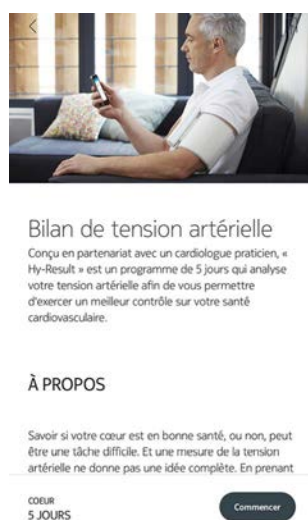 Bilan de tension artérielle
Conçu en partenariat avec un cardiologue praticien, «
Hy-Result » est un programme de 5 jours qui analyse
votre tension artérielle afin de vous permettre
d'exercer un meilleur contrôle sur votre santé
cardiovasculaire.
À PROPOS
Savoir si votre cœur est en bonne santé, ou non, peut
être une tâche difficile. Et une mesure de la tension
artérielle ne donne pas une idée complète. En prenant
COEUR
5 JOURS
Commencer